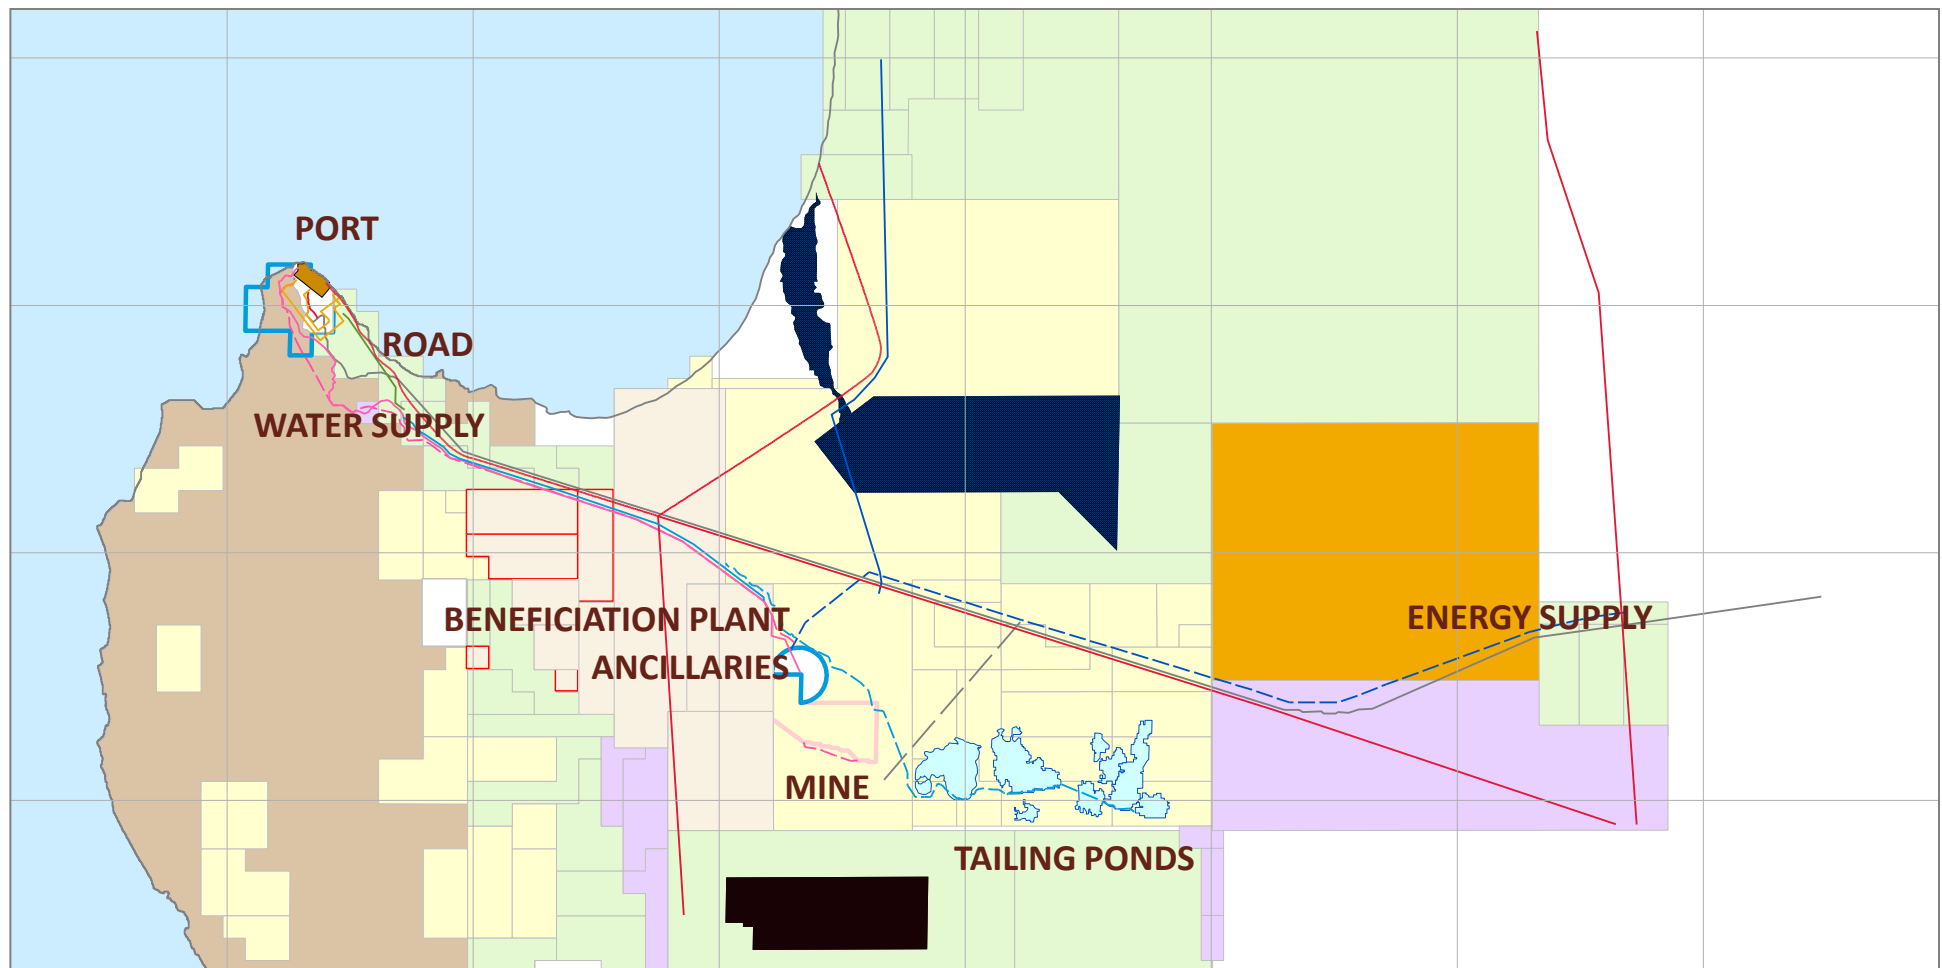 PORT
ROAD
WATER SUPPLY
BENEFICIATION PLANT
ENERGY SUPPLY
ANCILLARIES
MINE
TAILING PONDS